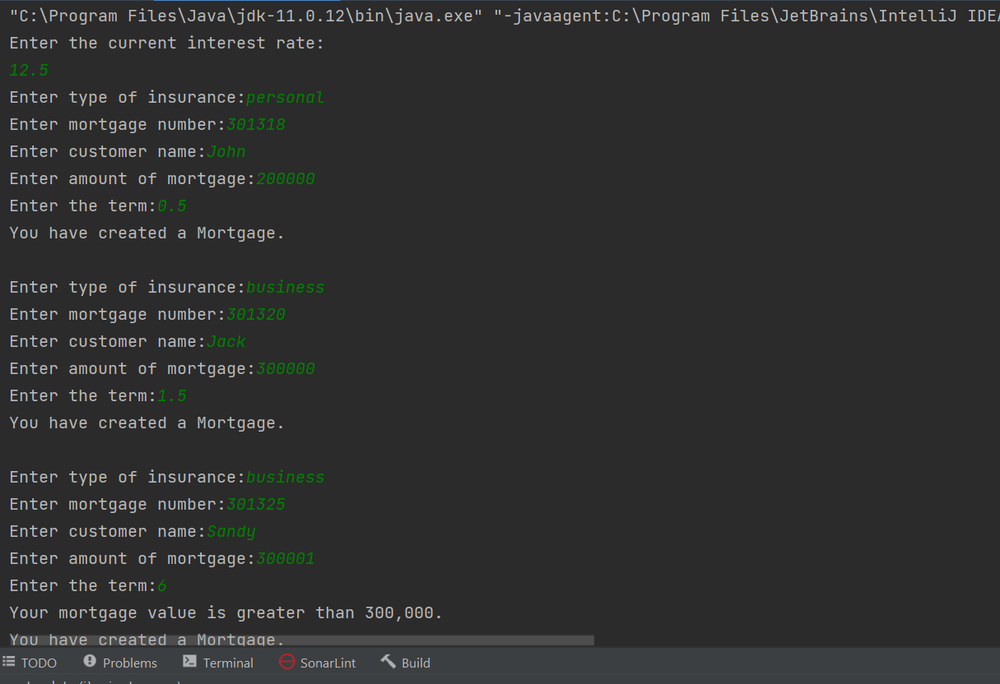 "C:\Program Files\Java\jdk-11.0.12\bin\java.exe" "-javaagent:C:\Program Files\JetBrains\IntelliJ IDEA
Enter the current interest rate:
12.5
Enter type of insurance:personal
Enter mortgage number:301318
Enter customer name:John
Enter amount of mortgage:200000
Enter the term:0.5
You have created a Mortgage.
Enter type of insurance:business
Enter mortgage number:301320
Enter customer name:Jack
Enter amount of mortgage:300000
Enter the term:1.5
You have created a Mortgage.
Enter type of insurance:business
Enter mortgage number:301325
Enter customer name:Sandy
Enter amount of mortgage:300001
Enter the term:6
Your mortgage value is greater than 300,000.
You have created a Mortgage.
TODO Problems Terminal SonarLint Build